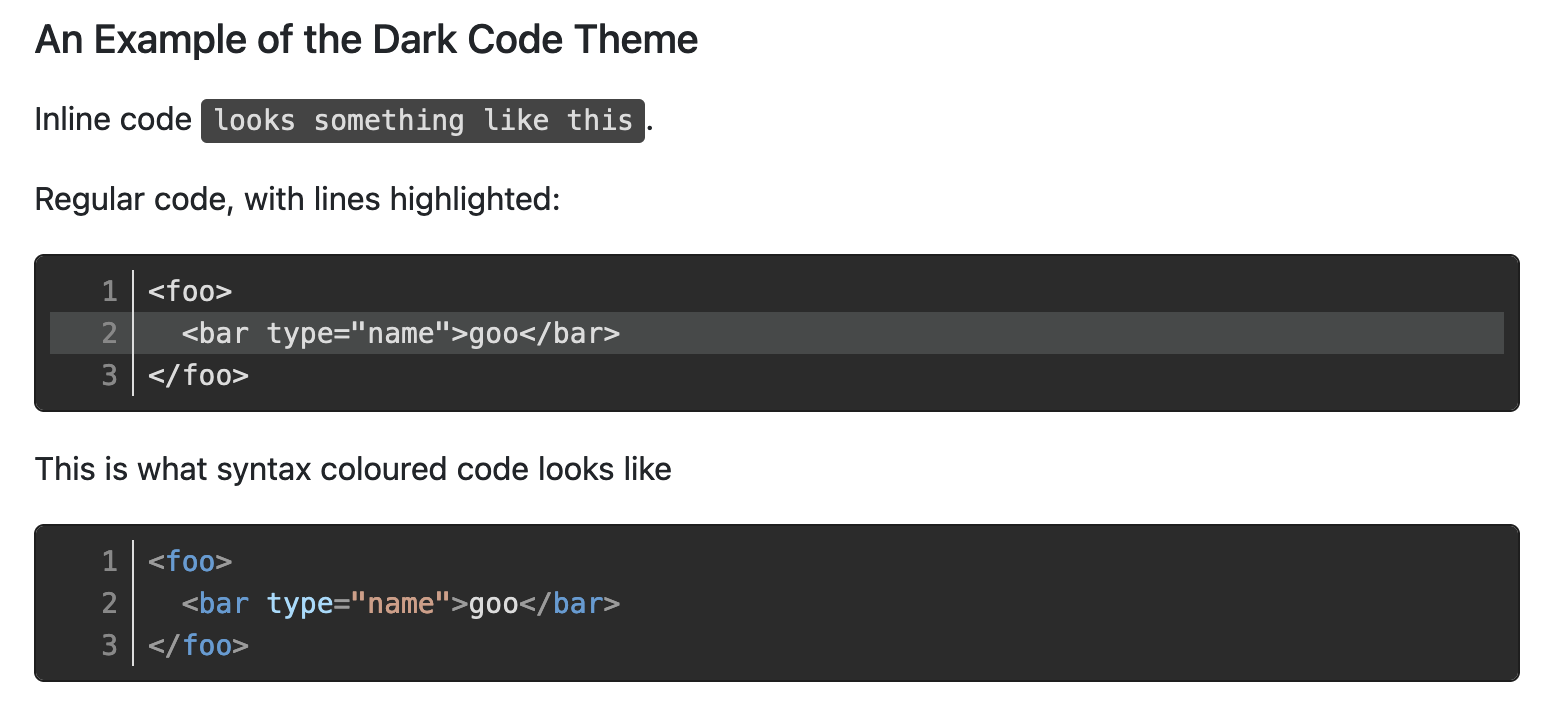 An Example of the Dark Code Theme
Inline code looks something like this.
Regular code, with lines highlighted:
1 <foo>
2   <bar type="name">goo</bar>
3 </foo>
This is what syntax coloured code looks like
1 <foo>
2   <bar type="name">goo</bar>
3 </foo>